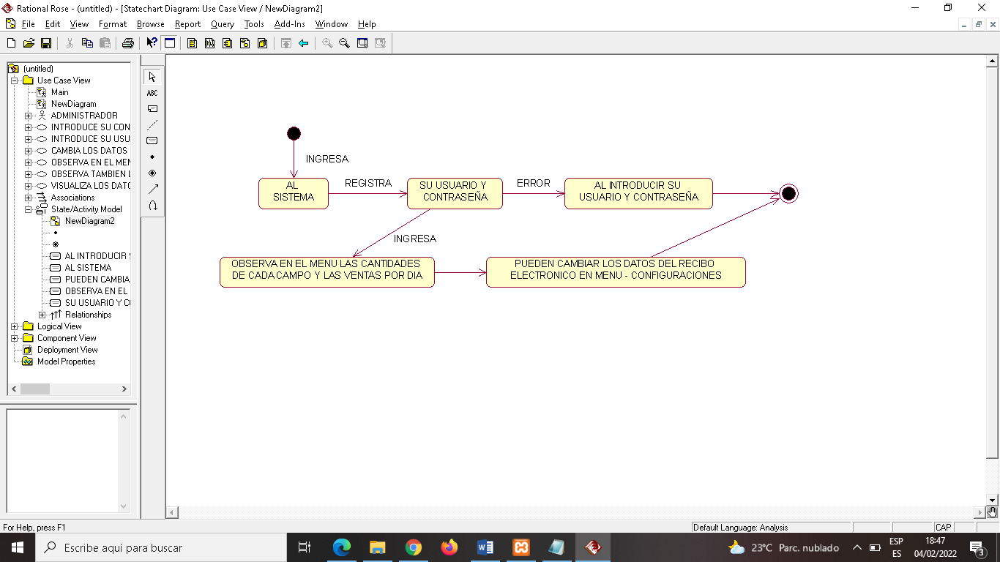 Rational Rose - (untitled) - [Statechart Diagram: Use Case View / NewDiagram2]
File Edit View Format Browse Report Query Tools Add-Ins Window Help
(untitled)
Use Case View
Main
NewDiagram
ADMINISTRADOR
INTRODUCE SU CON
INTRODUCE SU USU
CAMBIA LOS DATOS
OBSERVA EN EL MEN
OBSERVA TAMBIEN L
VISUALIZA LOS DATO
Associations
State/Activity Model
NewDiagram2
AL INTRODUCIR S
AL SISTEMA
PUEDEN CAMBIA
OBSERVA EN EL
SU USUARIO Y CO
Relationships
Logical View
Component View
Deployment View
Model Properties
ABC
INGRESA
AL
SISTEMA
REGISTRA
SU USUARIO Y
CONTRASEÑA
ERROR
AL INTRODUCIR SU
USUARIO Y CONTRASEÑA
INGRESA
OBSERVA EN EL MENU LAS CANTIDADES
DE CADA CAMPO Y LAS VENTAS POR DIA
PUEDEN CAMBIAR LOS DATOS DEL RECIBO
ELECTRONICO EN MENU - CONFIGURACIONES
For Help, press F1
Default Language: Analysis
CAP
Escribe aquí para buscar
23°C Parc. nublado
ESP
ES
18:47
04/02/2022
3